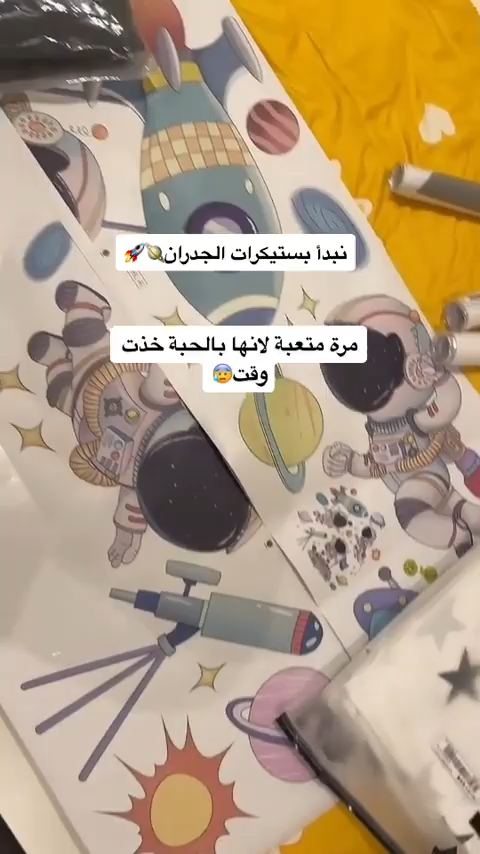 نبدأ بستيكرات الجدران🪐🚀
مرة متعبة لانها بالحبة خذت
وقت😰